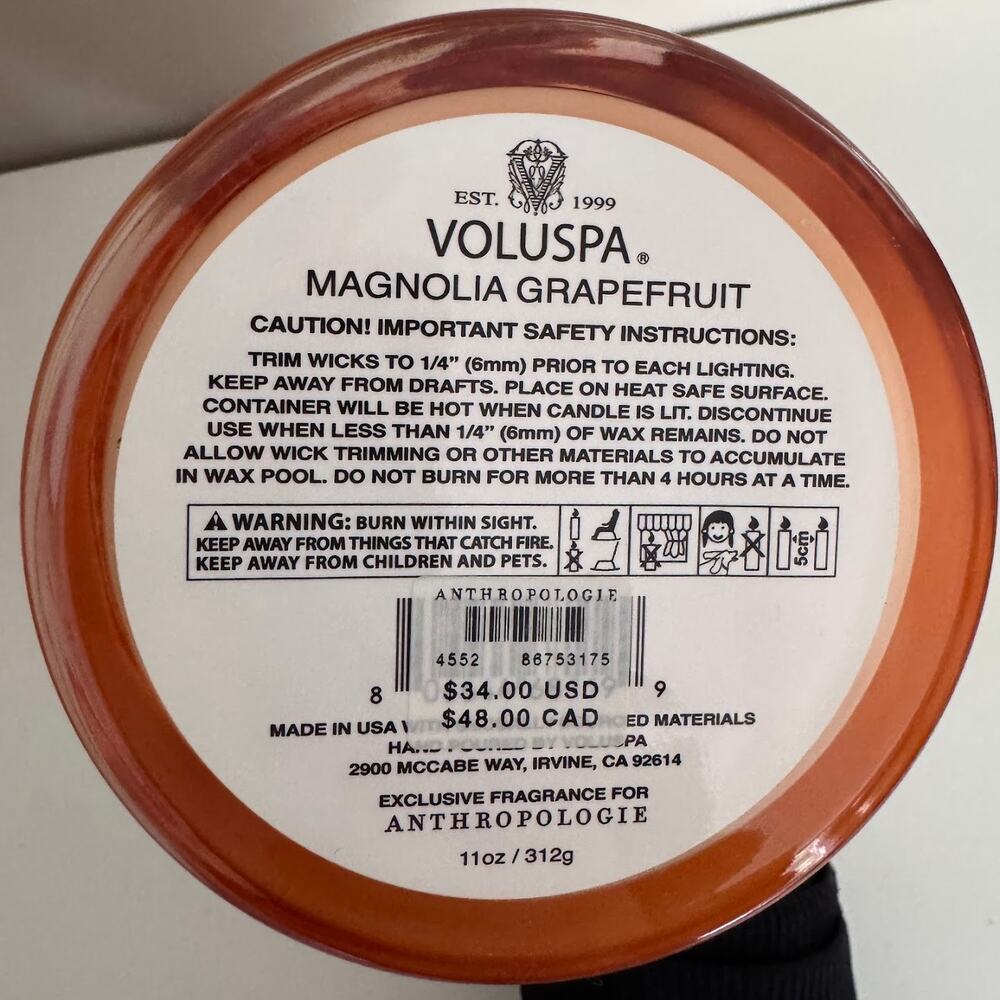 EST. 1999
VOLUSPA®
MAGNOLIA GRAPEFRUIT
CAUTION! IMPORTANT SAFETY INSTRUCTIONS:
TRIM WICKS TO 1/4” (6mm) PRIOR TO EACH LIGHTING.
KEEP AWAY FROM DRAFTS. PLACE ON HEAT SAFE SURFACE.
CONTAINER WILL BE HOT WHEN CANDLE IS LIT. DISCONTINUE
USE WHEN LESS THAN 1/4” (6mm) OF WAX REMAINS. DO NOT
ALLOW WICK TRIMMING OR OTHER MATERIALS TO ACCUMULATE
IN WAX POOL. DO NOT BURN FOR MORE THAN 4 HOURS AT A TIME.
WARNING: BURN WITHIN SIGHT.
KEEP AWAY FROM THINGS THAT CATCH FIRE.
KEEP AWAY FROM CHILDREN AND PETS.
5cm
ANTHROPOLOGIE
4552 86753175
$34.00 USD
8 9
$48.00 CAD
MADE IN USA MATERIALS
HAND POURED BY VOLUSPA
2900 MCCABE WAY, IRVINE, CA 92614
EXCLUSIVE FRAGRANCE FOR
ANTHROPOLOGIE
11oz / 312g